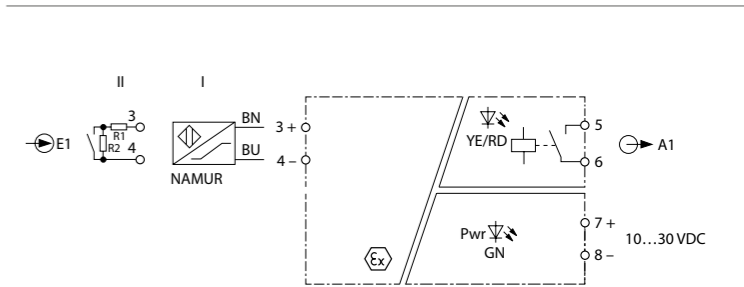 II I
E1
3
R1
R2 4
BN
BU
NAMUR
3 +
4 –
Ex
YE/RD
5
6
A1
Pwr
GN
7 +
8 –
10…30 VDC